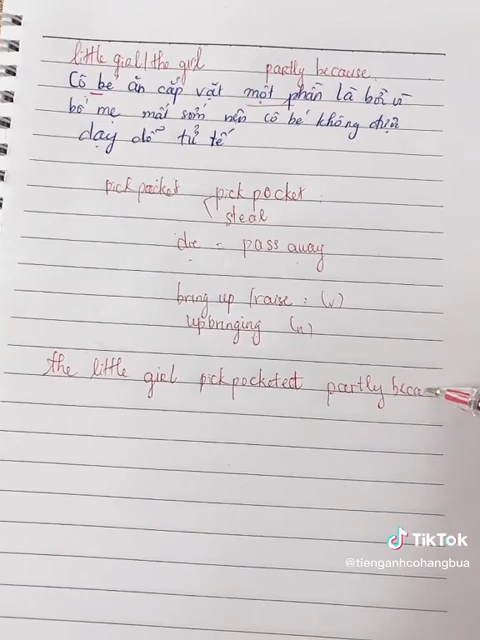 little girl/the girl partly because
Cô bé ăn cắp vặt một phần là bởi vì
bố mẹ mất sớm nên cô bé không được
dạy dỗ tử tế
pick pocket pick pocket :
steal
die = pass away
bring up /raise : (v)
upbringing (n)
the little girl pick pocketed partly beca
TikTok
@tienganhcohangbua